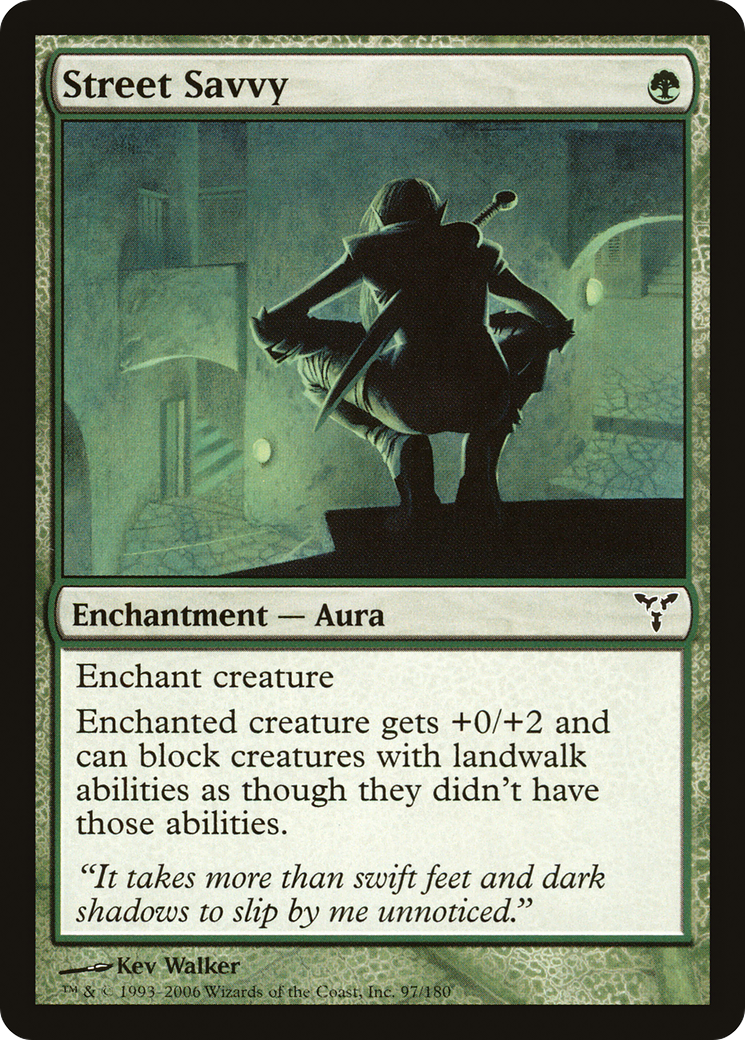 Street Savvy
Enchantment — Aura
Enchant creature
Enchanted creature gets +0/+2 and
can block creatures with landwalk
abilities as though they didn't have
those abilities.
“It takes more than swift feet and dark
shadows to slip by me unnoticed.”
Kev Walker
™ & © 1993–2006 Wizards of the Coast, Inc. 97/180